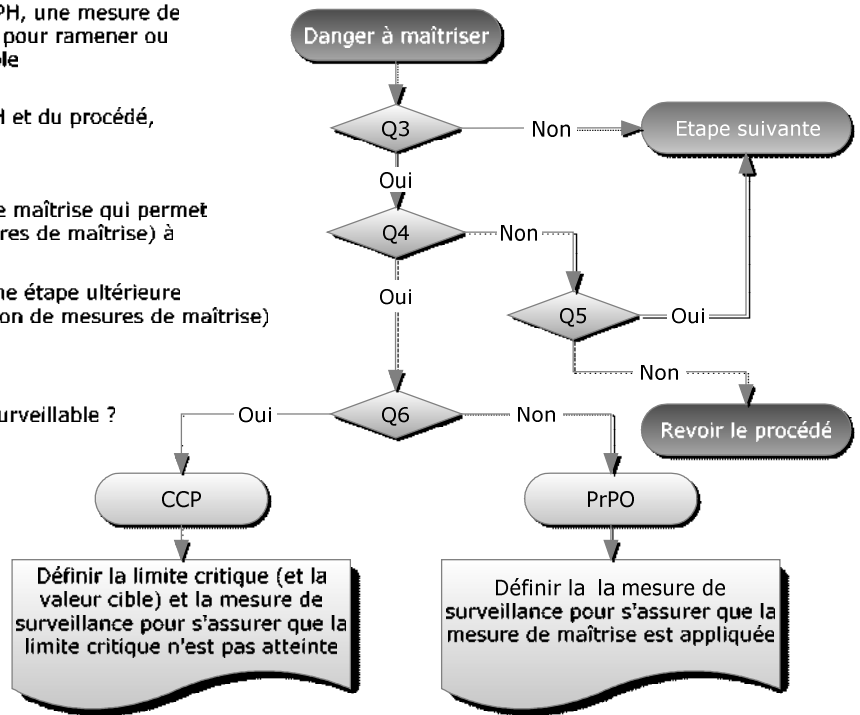 PH, une mesure de
pour ramener ou
Danger à maîtriser
et du procédé,
Q3
Non
Etape suivante
Oui
maîtrise qui permet
res de maîtrise) à
Q4
Non
étape ultérieure
on de mesures de maîtrise)
Oui
Q5
Oui
Non
urveillable ?
Oui
Q6
Non
Revoir le procédé
CCP
PrPO
Définir la limite critique (et la
valeur cible) et la mesure de
surveillance pour s'assurer que la
limite critique n'est pas atteinte
Définir la la mesure de
surveillance pour s'assurer que la
mesure de maîtrise est appliquée